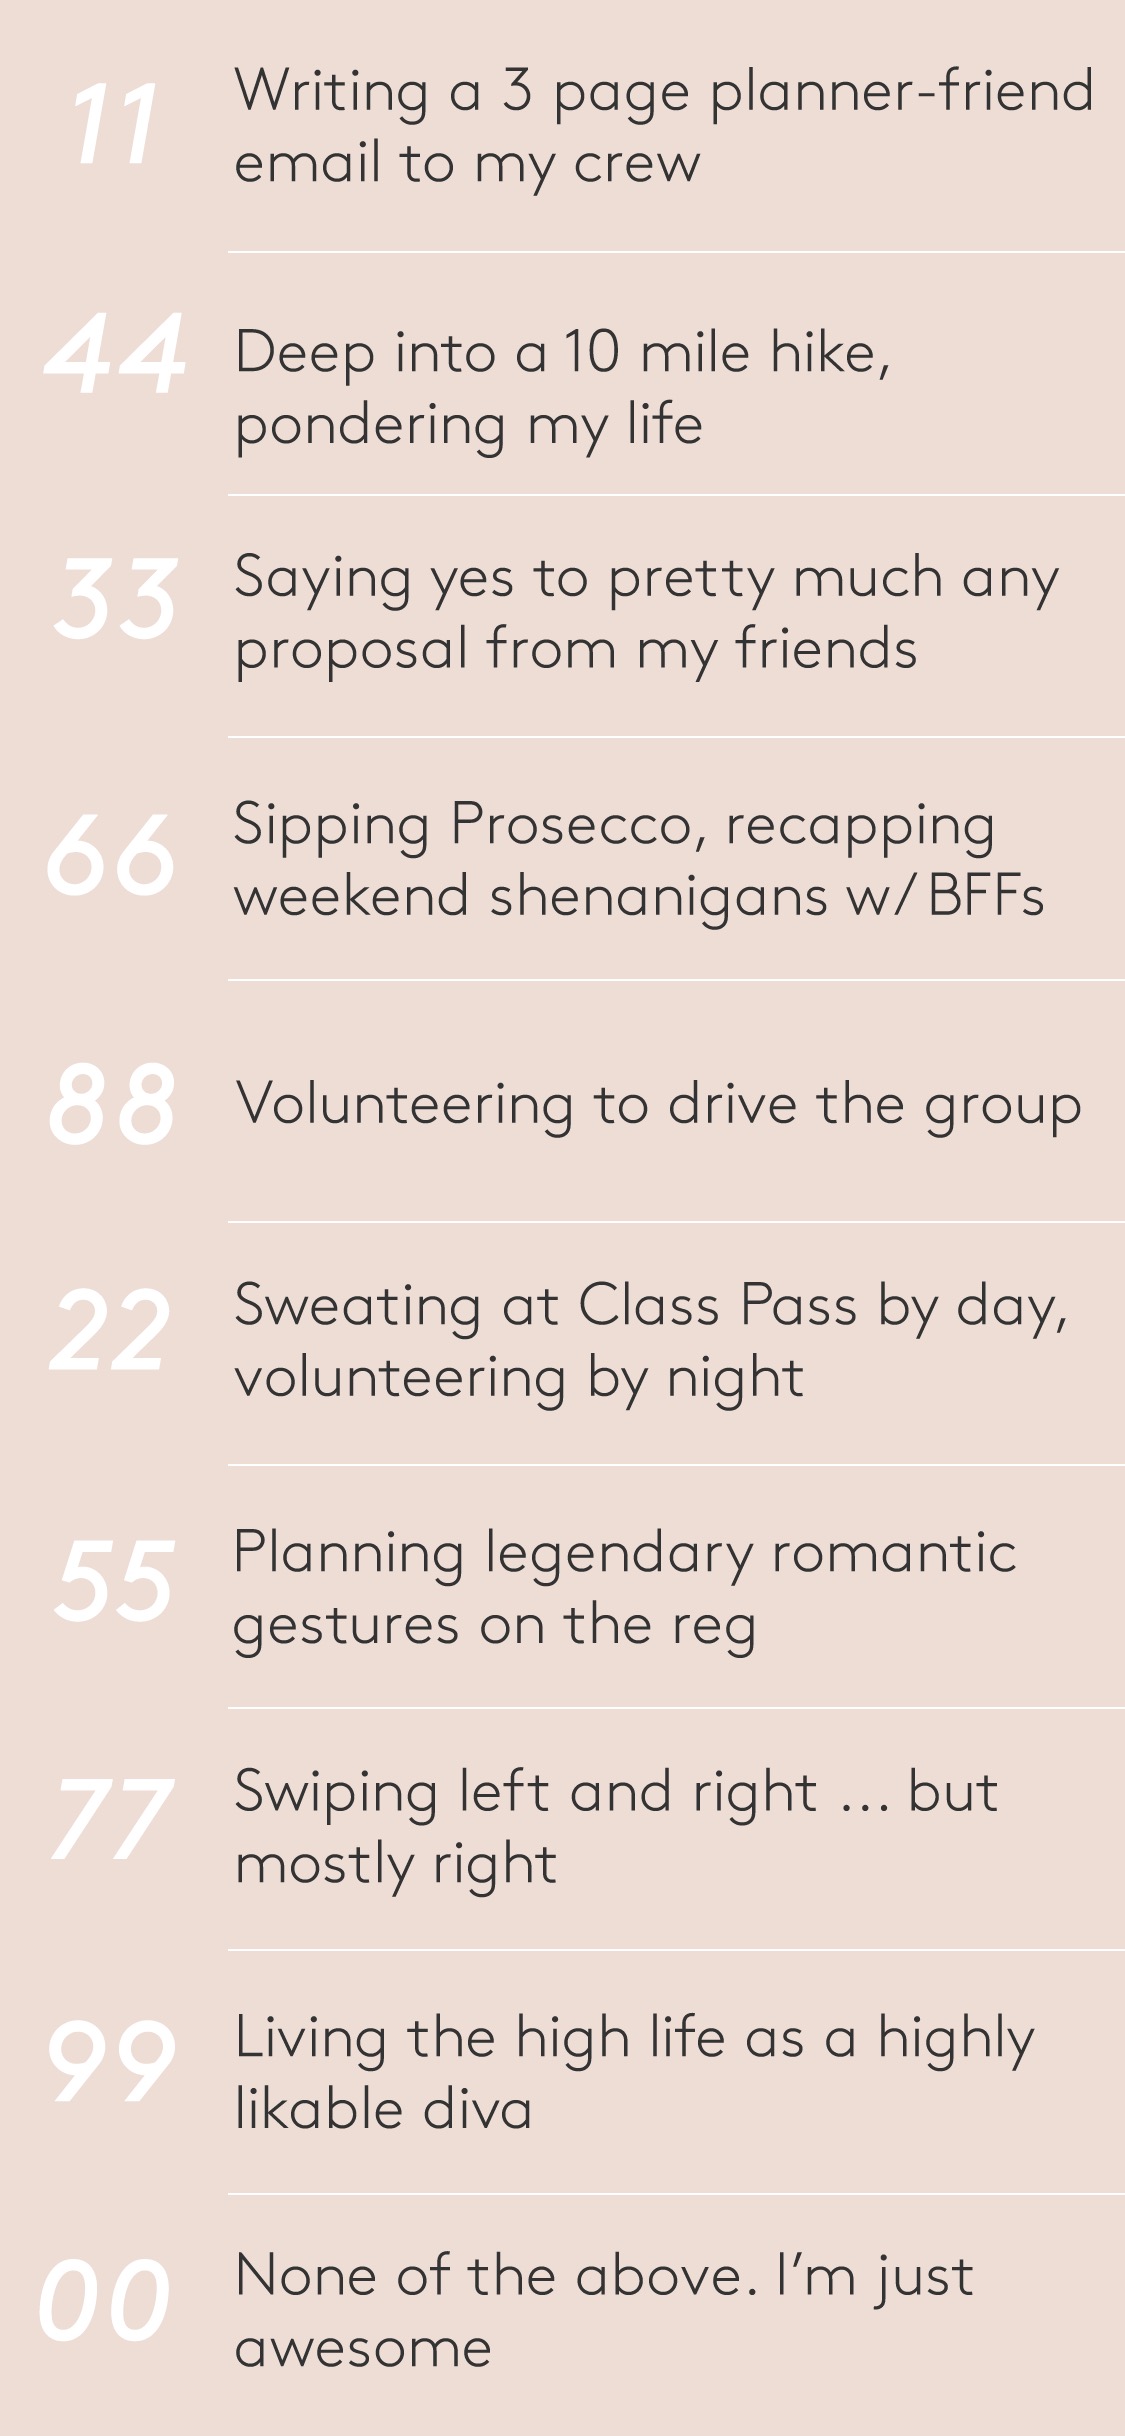 11
Writing a 3 page planner-friend
email to my crew
44
Deep into a 10 mile hike,
pondering my life
33
Saying yes to pretty much any
proposal from my friends
66
Sipping Prosecco, recapping
weekend shenanigans w/ BFFs
88
Volunteering to drive the group
22
Sweating at Class Pass by day,
volunteering by night
55
Planning legendary romantic
gestures on the reg
77
Swiping left and right ... but
mostly right
99
Living the high life as a highly
likable diva
00
None of the above. I’m just
awesome